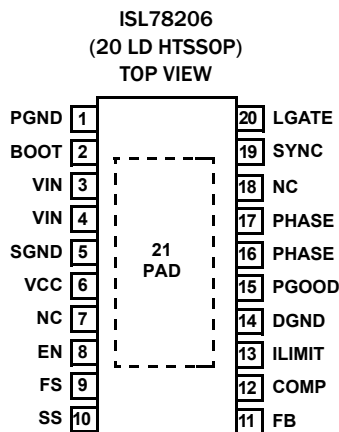 ISL78206
(20 LD HTSSOP)
TOP VIEW
PGND 1
BOOT 2
VIN 3
VIN 4
SGND 5
VCC 6
NC 7
EN 8
FS 9
SS 10
21
PAD
20 LGATE
19 SYNC
18 NC
17 PHASE
16 PHASE
15 PGOOD
14 DGND
13 ILIMIT
12 COMP
11 FB